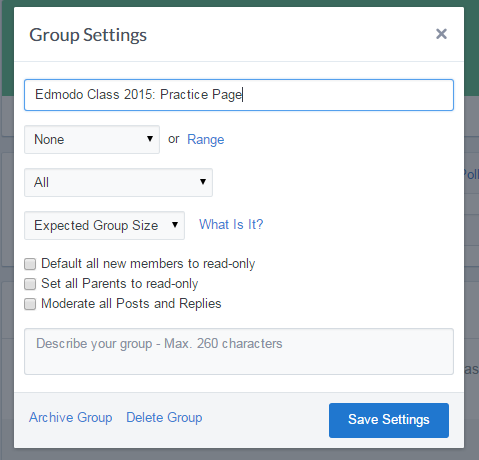 Group Settings ×
Edmodo Class 2015: Practice Page
None or Range
All
Expected Group Size What Is It?
Default all new members to read-only
Set all Parents to read-only
Moderate all Posts and Replies
Describe your group - Max. 260 characters
Archive Group Delete Group Save Settings